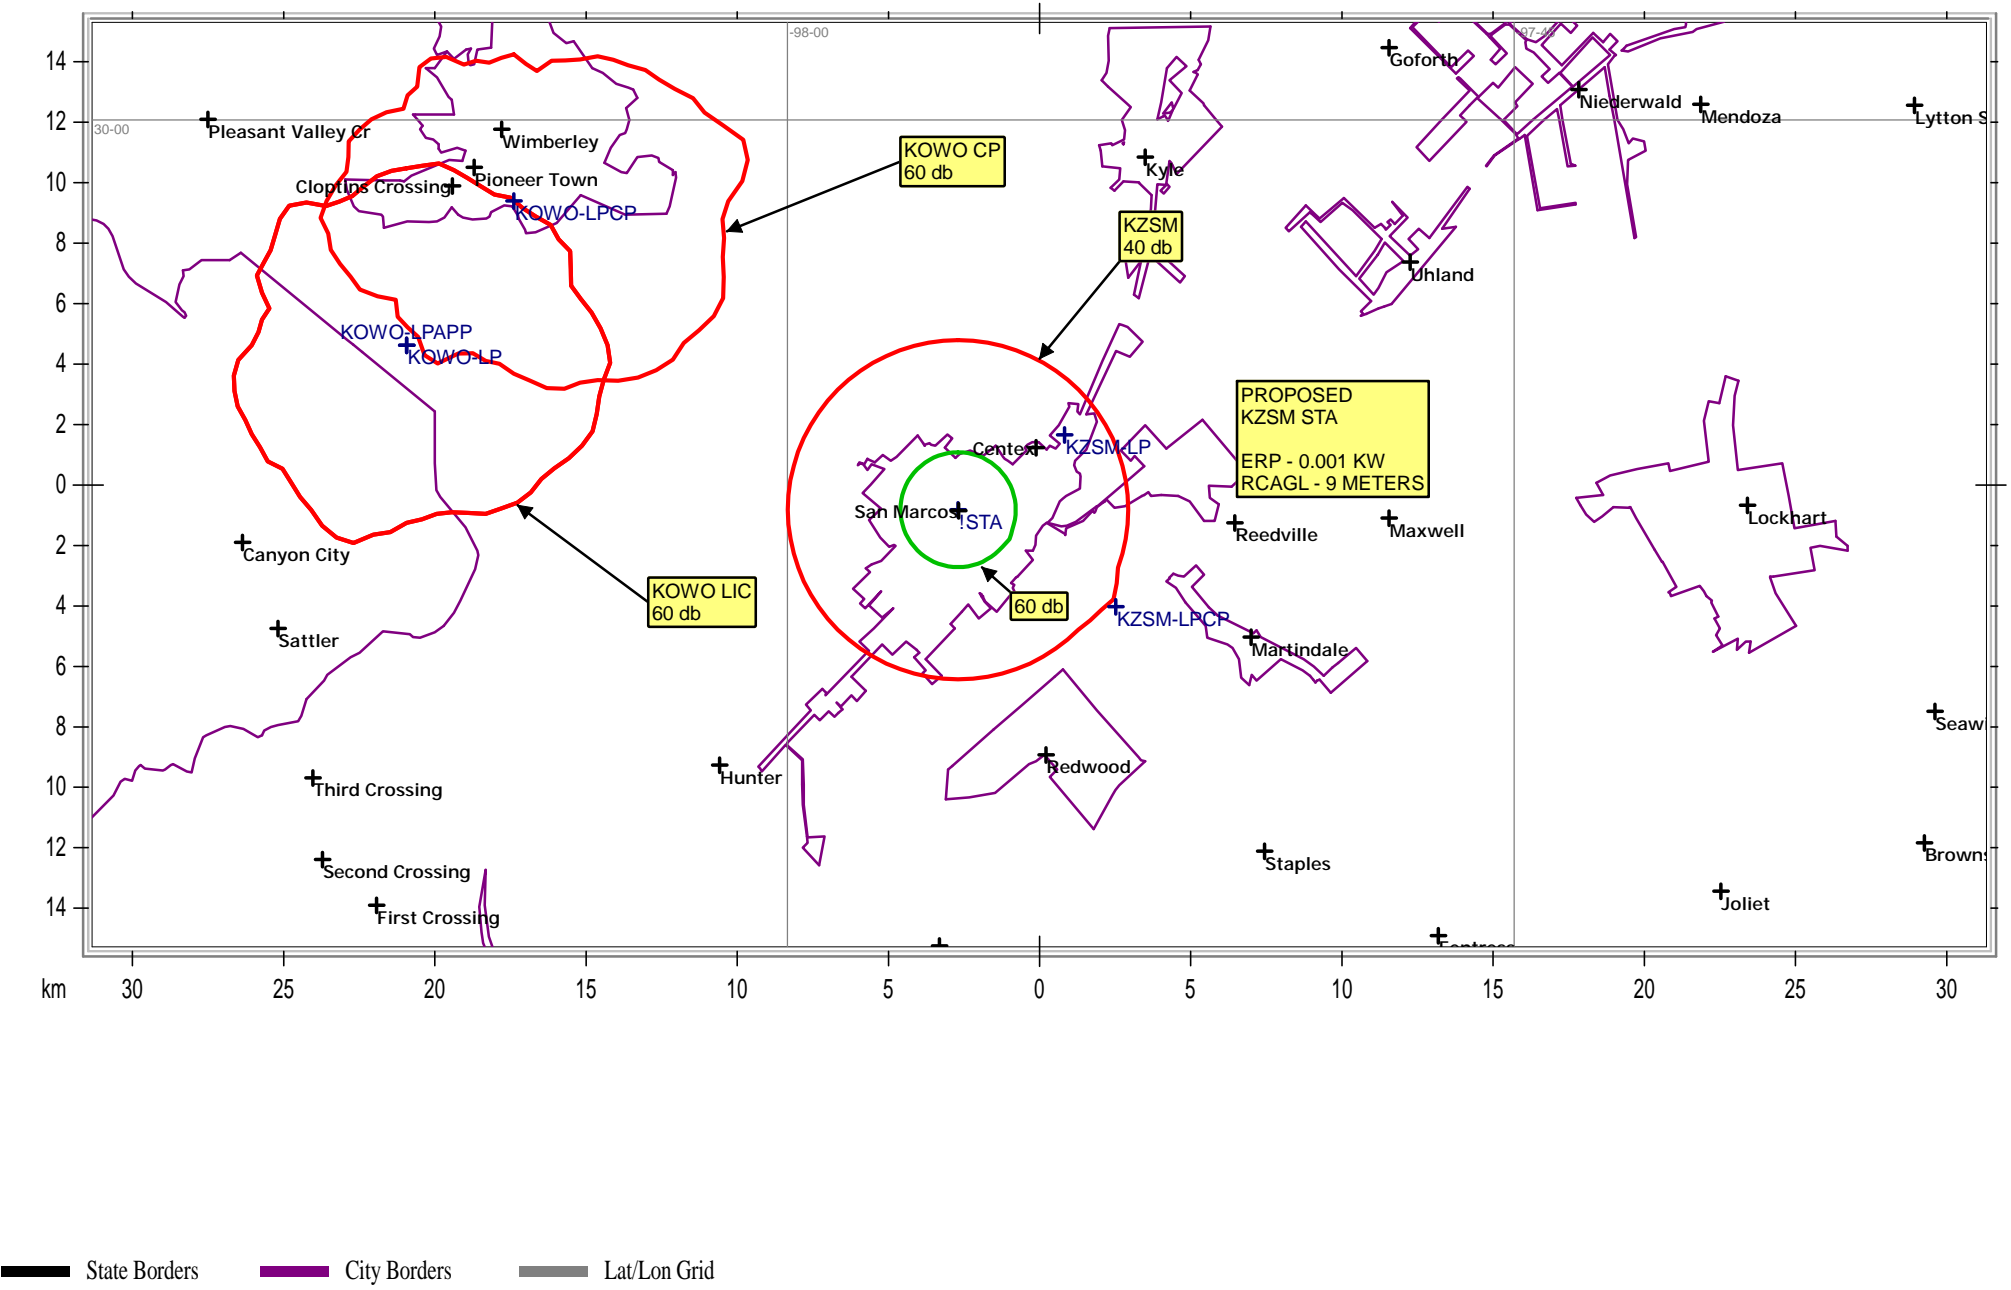 -98-00
97-4
14
Goforth
12
30-00
Pleasant Valley Cr
Wimberley
Niederwald
Mendoza
Lytton S
KOWO CP
60 db
Kyle
10
Cloptins Crossing
Pioneer Town
KOWO-LPCP
8
KZSM
40 db
Uhland
6
KOWO-LPAPP
KOWO-LP
4
PROPOSED
KZSM STA
ERP - 0.001 KW
RCAGL - 9 METERS
2
Centex
KZSM-LP
0
San Marcos
!STA
Reedville
Maxwell
Lockhart
2
Canyon City
KOWO LIC
60 db
60 db
4
KZSM-LPCP
Sattler
Martindale
6
8
Seawi
Hunter
Redwood
10
Third Crossing
12
Second Crossing
Staples
Browns
14
First Crossing
Joliet
Fentress
km 30 25 20 15 10 5 0 5 10 15 20 25 30
State Borders City Borders Lat/Lon Grid